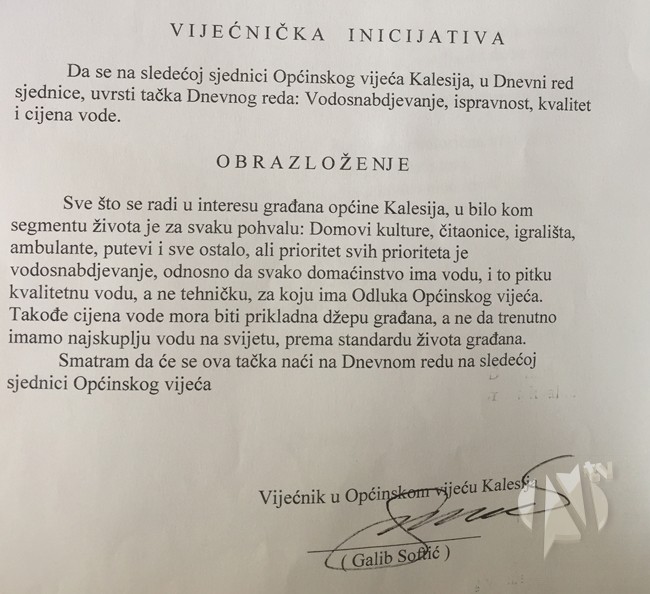 VIJEĆNIČKA INICIJATIVA
Da se na sledećoj sjednici Općinskog vijeća Kalesija, u Dnevni red
sjednice, uvrsti tačka Dnevnog reda: Vodosnabdjevanje, ispravnost, kvalitet
i cijena vode.
OBRAZLOŽENJE
Sve što se radi u interesu građana općine Kalesija, u bilo kom
segmentu života je za svaku pohvalu: Domovi kulture, čitaonice, igrališta,
ambulante, putevi i sve ostalo, ali prioritet svih prioriteta je
vodosnabdjevanje, odnosno da svako domaćinstvo ima vodu, i to pitku
kvalitetnu vodu, a ne tehničku, za koju ima Odluka Općinskog vijeća.
Takođe cijena vode mora biti prikladna džepu građana, a ne da trenutno
imamo najskuplju vodu na svijetu, prema standardu života građana.
Smatram da će se ova tačka naći na Dnevnom redu na sledećoj
sjednici Općinskog vijeća
Vijećnik u Općinskom vijeću Kalesija
( Galib Softić )
tv